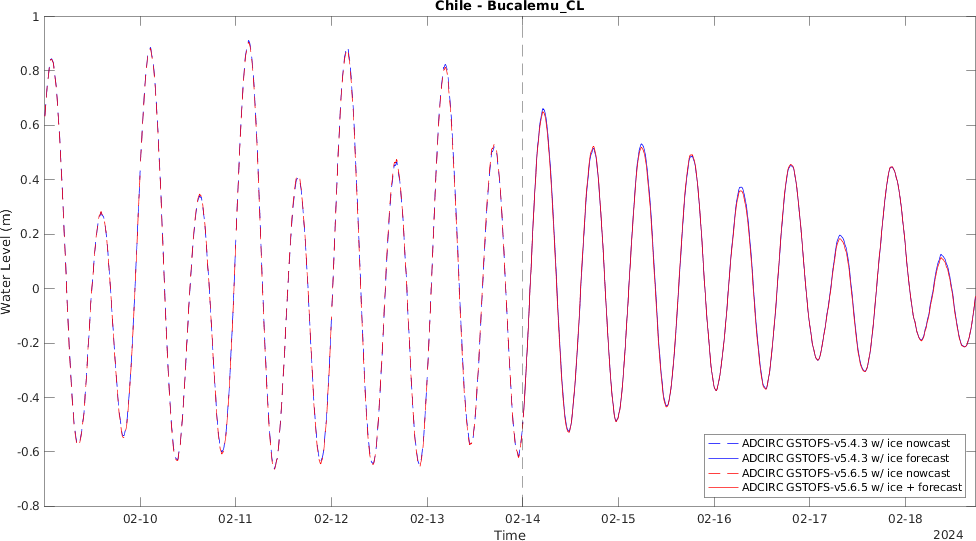 Chile - Bucalemu_CL
1
0.8
0.6
0.4
0.2
0
-0.2
-0.4
-0.6
-0.8
Water Level (m)
ADCIRC GSTOFS-v5.4.3 w/ ice nowcast
ADCIRC GSTOFS-v5.4.3 w/ ice forecast
ADCIRC GSTOFS-v5.6.5 w/ ice nowcast
ADCIRC GSTOFS-v5.6.5 w/ ice + forecast
02-10 02-11 02-12 02-13 02-14 02-15 02-16 02-17 02-18
Time
2024